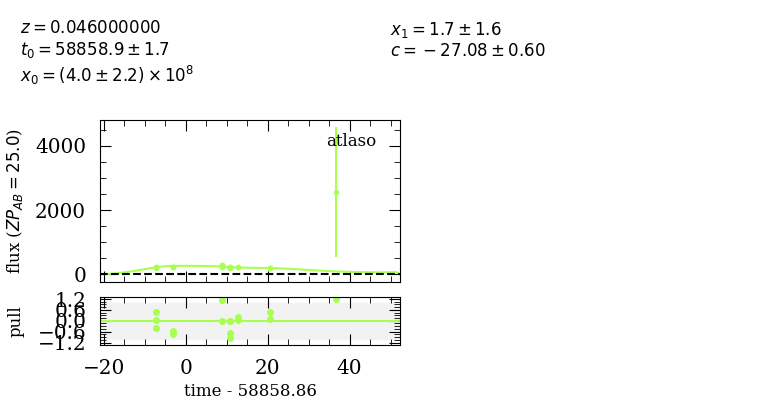 z = 0.046000000
t₀ = 58858.9 ± 1.7
x₀ = (4.0 ± 2.2) × 10⁸
x₁ = 1.7 ± 1.6
c = −27.08 ± 0.60
flux (ZP_AB = 25.0)
4000
2000
0
atlaso
pull
1.2
0.6
0.0
−0.6
−1.2
−20 0 20 40
time - 58858.86